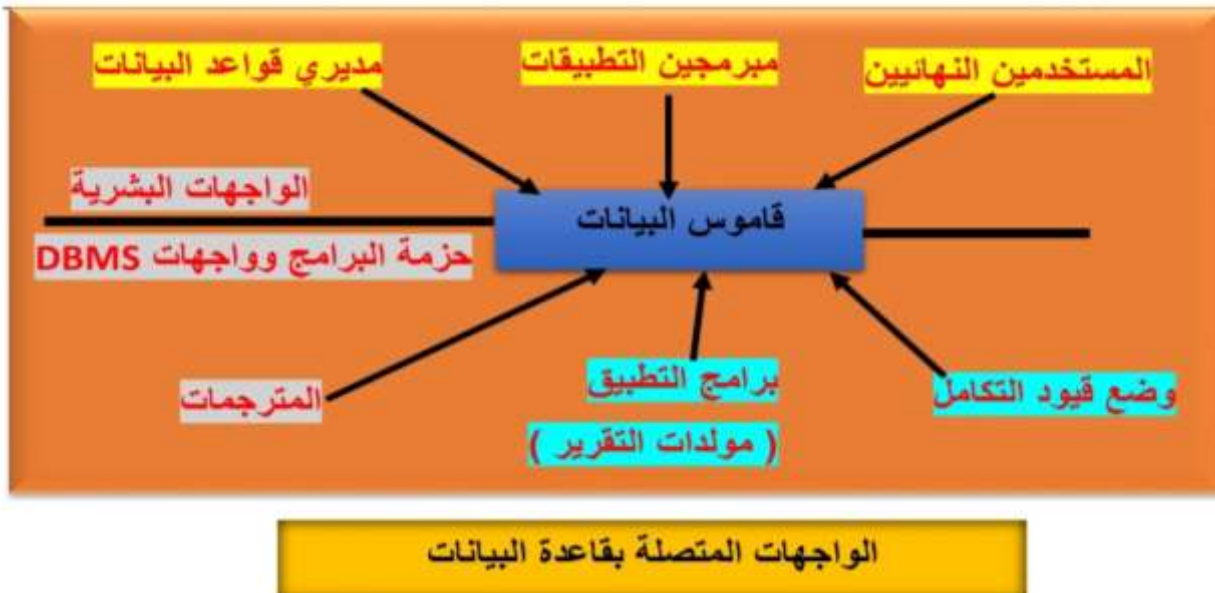 المستخدمين النهائيين
مبرمجين التطبيقات
مديري قواعد البيانات
الواجهات البشرية
قاموس البيانات
حزمة البرامج وواجهات DBMS
وضع قيود التكامل
برامج التطبيق
( مولدات التقرير )
المترجمات
الواجهات المتصلة بقاعدة البيانات